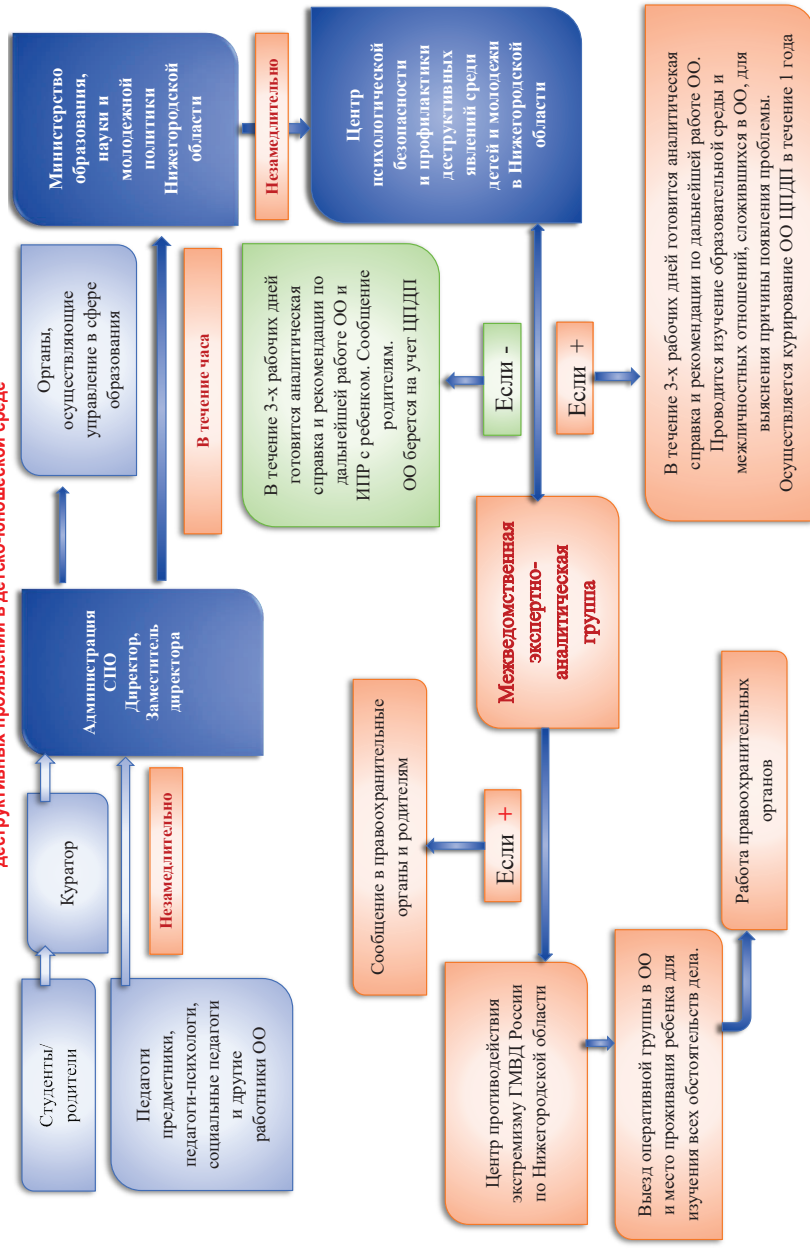 деструктивных проявлений в детско-юношеской среде
Студенты/
родители
Куратор
Педагоги
предметники,
педагоги-психологи,
социальные педагоги
и другие
работники ОО
Незамедлительно
Администрация
СПО
Директор,
Заместитель
директора
Органы,
осуществляющие
управление в сфере
образования
В течение часа
Министерство
образования,
науки и
молодежной
политики
Нижегородской
области
Незамедлительно
Центр
психологической
безопасности
и профилактики
деструктивных
явлений среди
детей и молодежи
в Нижегородской
области
В течение 3-х рабочих дней
готовится аналитическая
справка и рекомендации по
дальнейшей работе ОО и
ИПР с ребенком. Сообщение
родителям.
ОО берется на учет ЦПДП
Если -
Если +
В течение 3-х рабочих дней готовится аналитическая
справка и рекомендации по дальнейшей работе ОО.
Проводится изучение образовательной среды и
межличностных отношений, сложившихся в ОО, для
выяснения причины появления проблемы.
Осуществляется курирование ОО ЦПДП в течение 1 года
Межведомственная
экспертно-
аналитическая
группа
Сообщение в правоохранительные
органы и родителям
Если +
Центр противодействия
экстремизму ГМВД России
по Нижегородской области
Выезд оперативной группы в ОО
и место проживания ребенка для
изучения всех обстоятельств дела.
Работа правоохранительных
органов